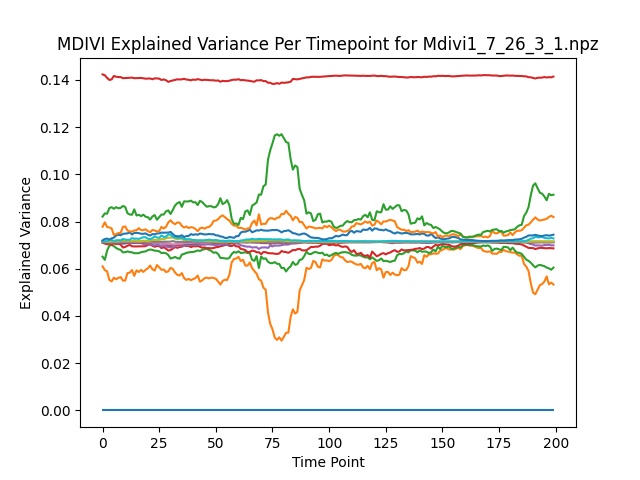 MDIVI Explained Variance Per Timepoint for Mdivi1_7_26_3_1.npz
0.14
0.12
0.10
0.08
0.06
0.04
0.02
0.00
Explained Variance
0 25 50 75 100 125 150 175 200
Time Point